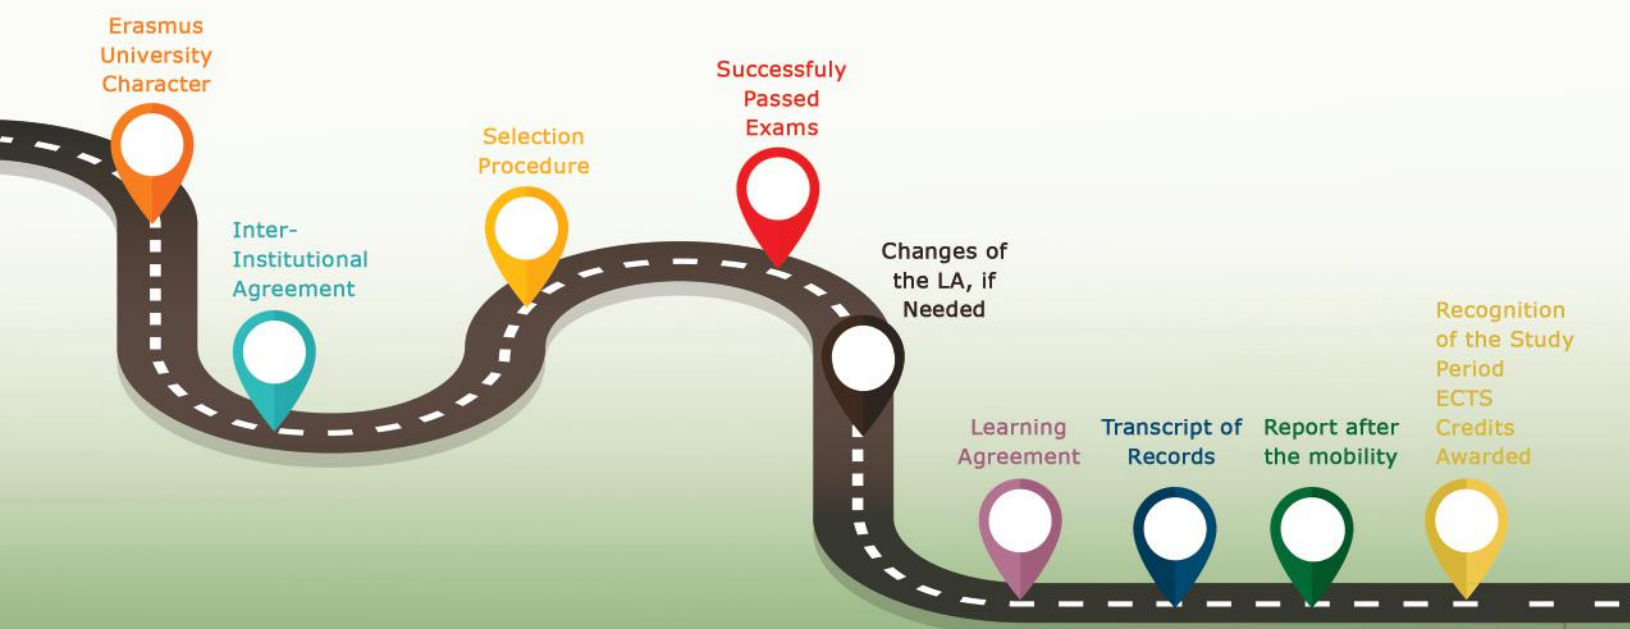 Erasmus
University
Character
Inter-
Institutional
Agreement
Selection
Procedure
Successfuly
Passed
Exams
Changes of
the LA, if
Needed
Learning
Agreement
Transcript of
Records
Report after
the mobility
Recognition
of the Study
Period
ECTS
Credits
Awarded